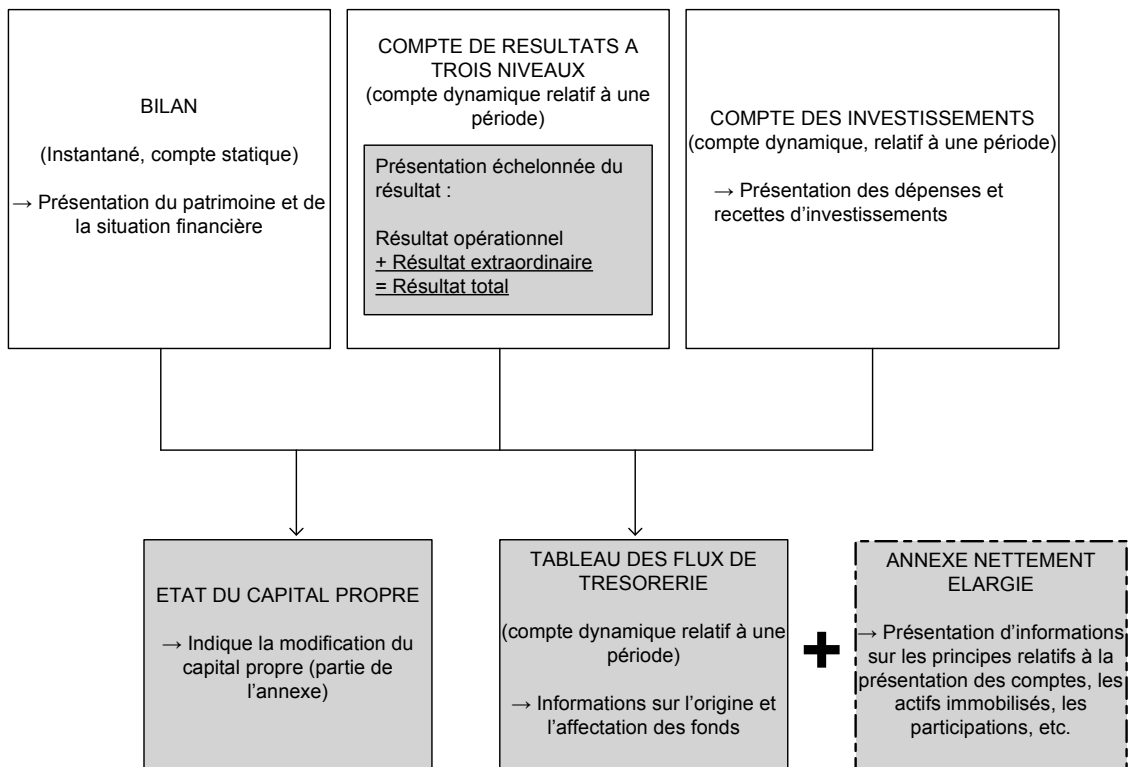 BILAN
(Instantané, compte statique)
→ Présentation du patrimoine et de
la situation financière
COMPTE DE RESULTATS A
TROIS NIVEAUX
(compte dynamique relatif à une
période)
Présentation échelonnée du
résultat :
Résultat opérationnel
+ Résultat extraordinaire
= Résultat total
COMPTE DES INVESTISSEMENTS
(compte dynamique, relatif à une période)
→ Présentation des dépenses et
recettes d’investissements
ETAT DU CAPITAL PROPRE
→ Indique la modification du
capital propre (partie de
l’annexe)
TABLEAU DES FLUX DE
TRESORERIE
(compte dynamique relatif à une
période)
→ Informations sur l’origine et
l’affectation des fonds
+
ANNEXE NETTEMENT
ELARGIE
→ Présentation d’informations
sur les principes relatifs à la
présentation des comptes, les
actifs immobilisés, les
participations, etc.